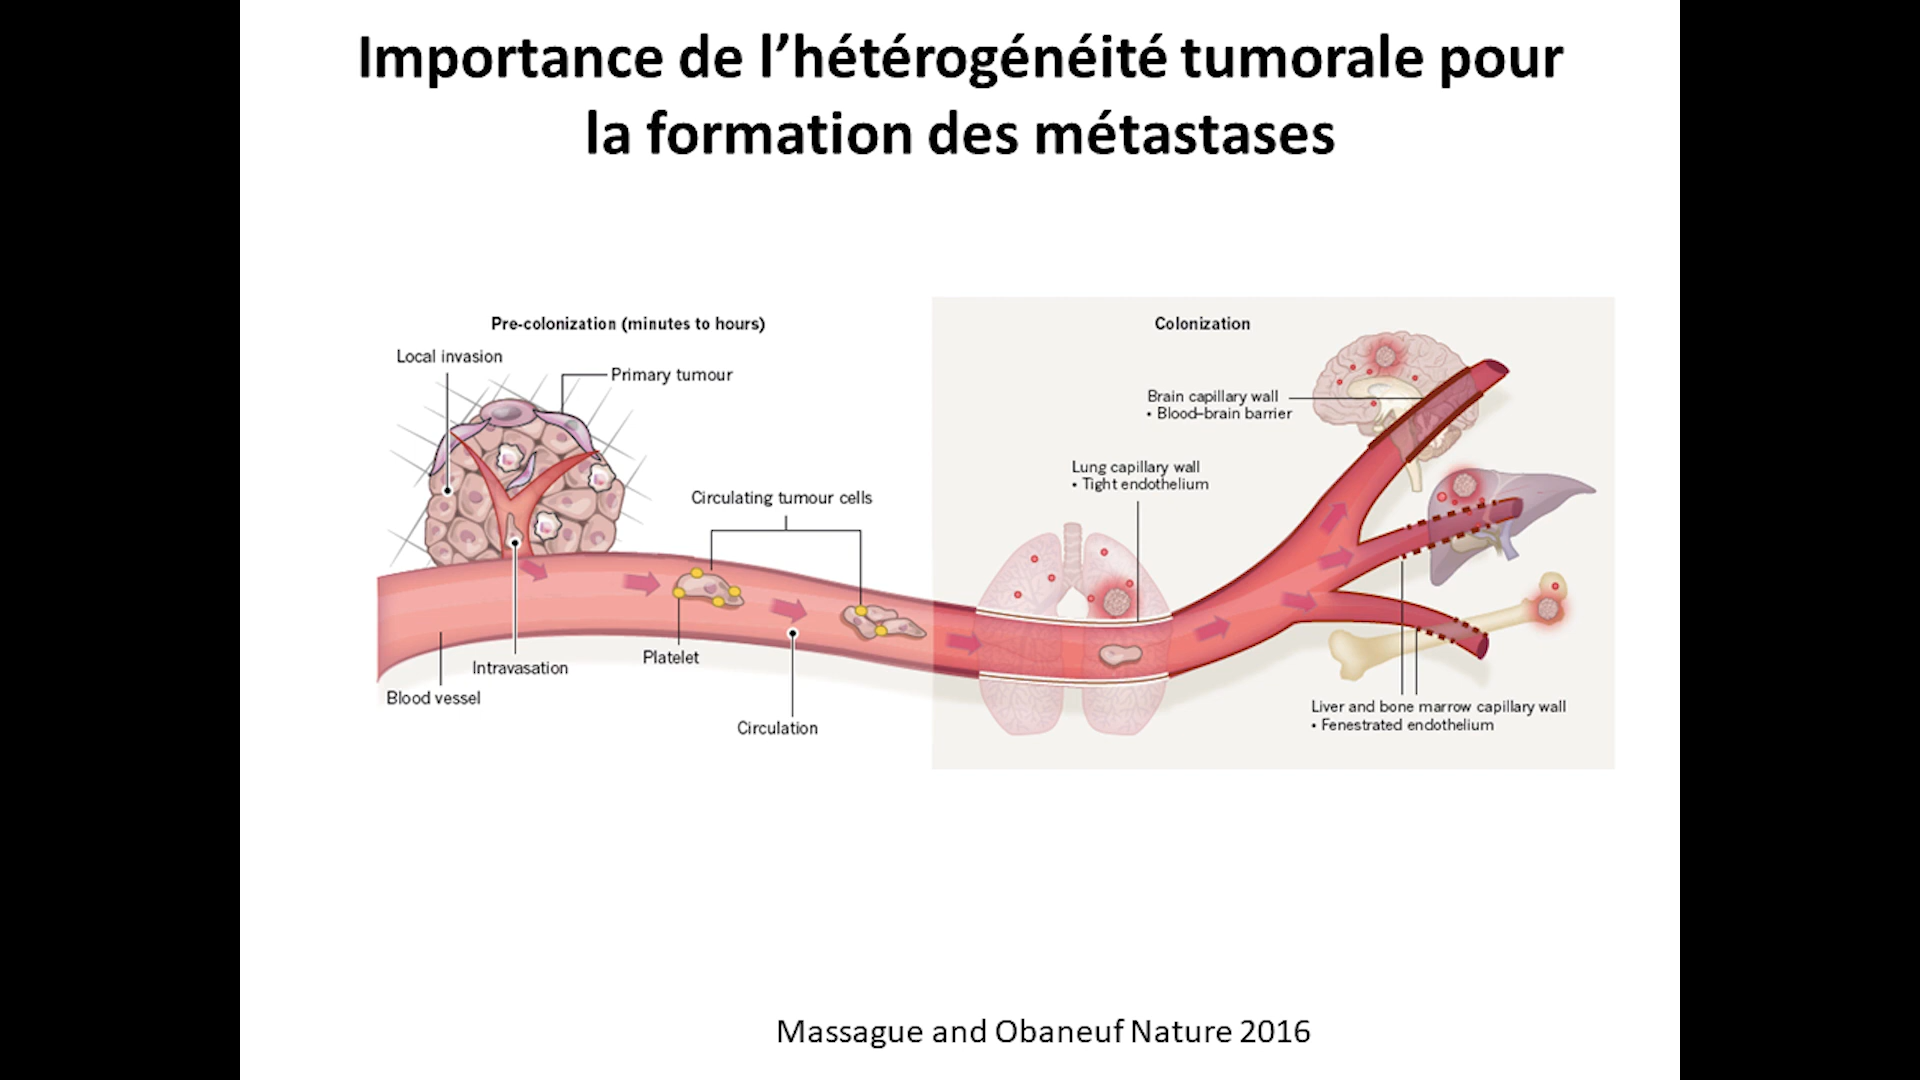 Importance de l’hétérogénéité tumorale pour
la formation des métastases
Pre-colonization (minutes to hours)
Local invasion
Primary tumour
Circulating tumour cells
Intravasation
Platelet
Blood vessel
Circulation
Colonization
Brain capillary wall
• Blood–brain barrier
Lung capillary wall
• Tight endothelium
Liver and bone marrow capillary wall
• Fenestrated endothelium
Massague and Obaneuf Nature 2016